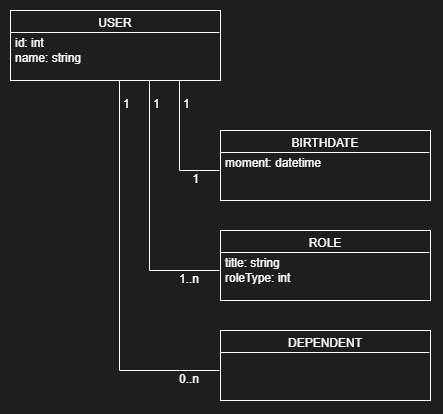 USER
id: int
name: string
1 1 1
BIRTHDATE
moment: datetime
1
ROLE
title: string
roleType: int
1..n
DEPENDENT
0..n